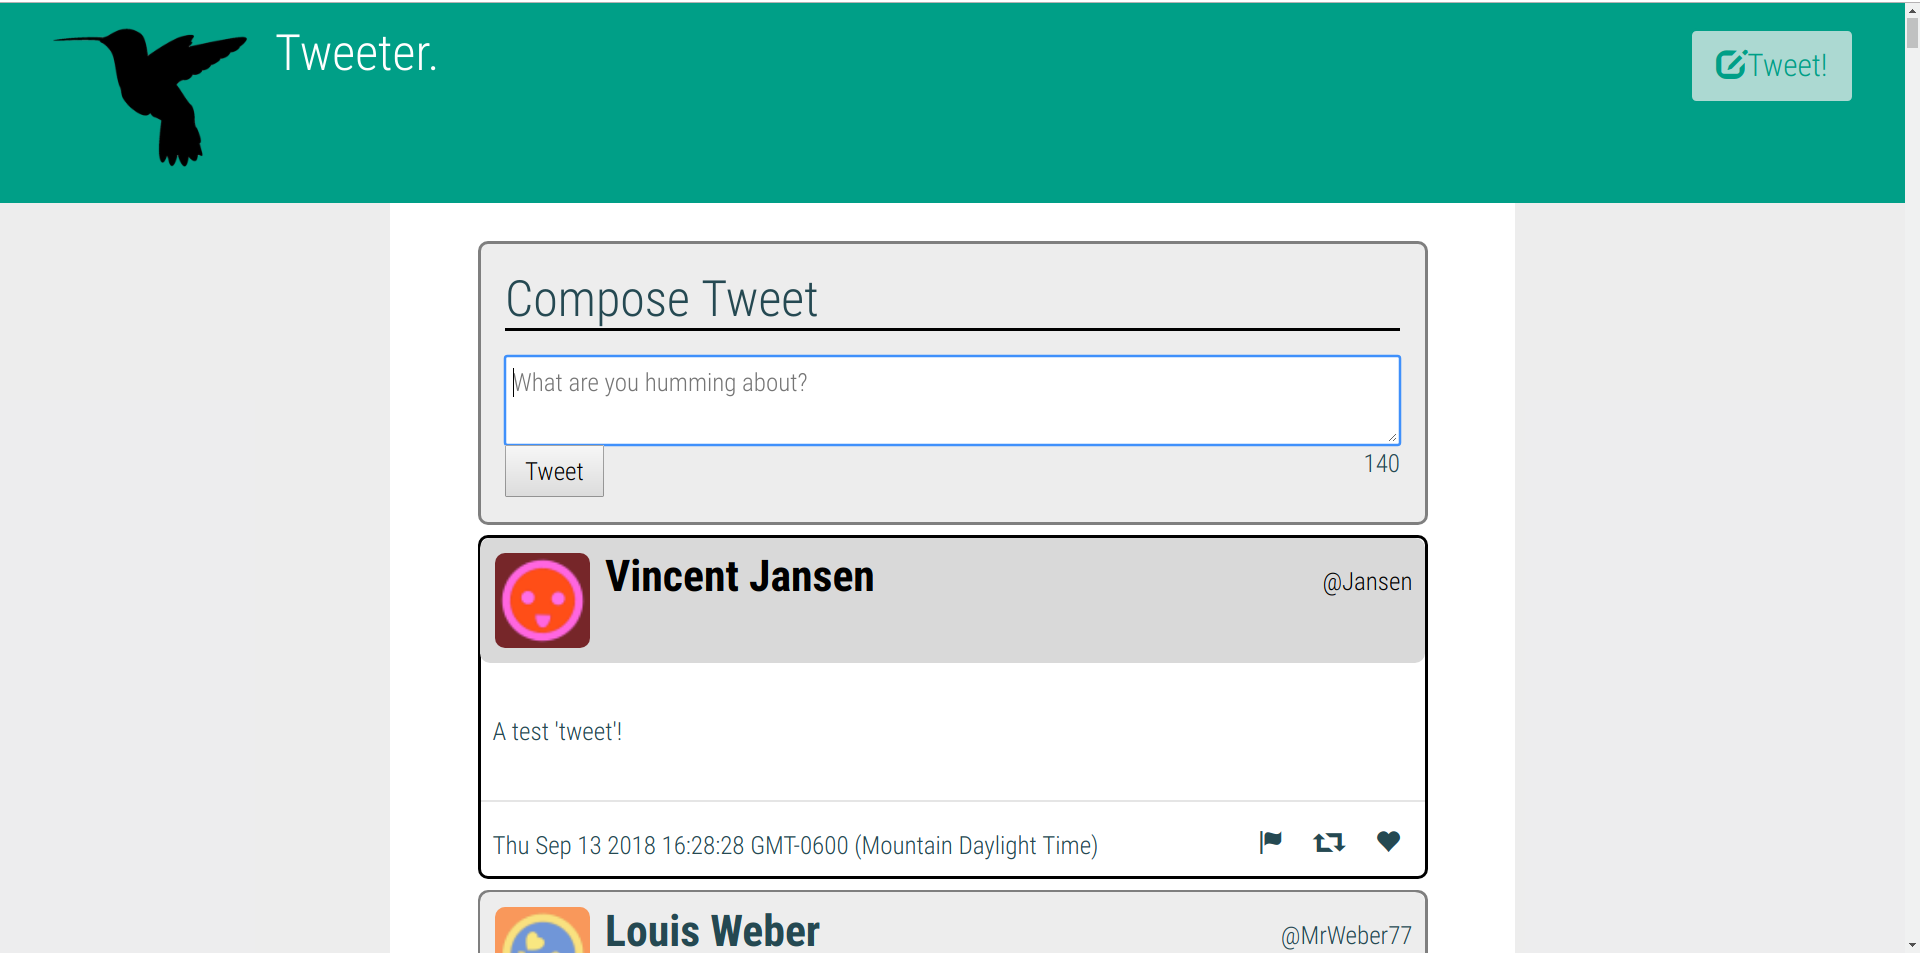 Tweeter.
Tweet!
Compose Tweet
What are you humming about?
Tweet
140
Vincent Jansen
@Jansen
A test 'tweet'!
Thu Sep 13 2018 16:28:28 GMT-0600 (Mountain Daylight Time)
Louis Weber
@MrWeber77